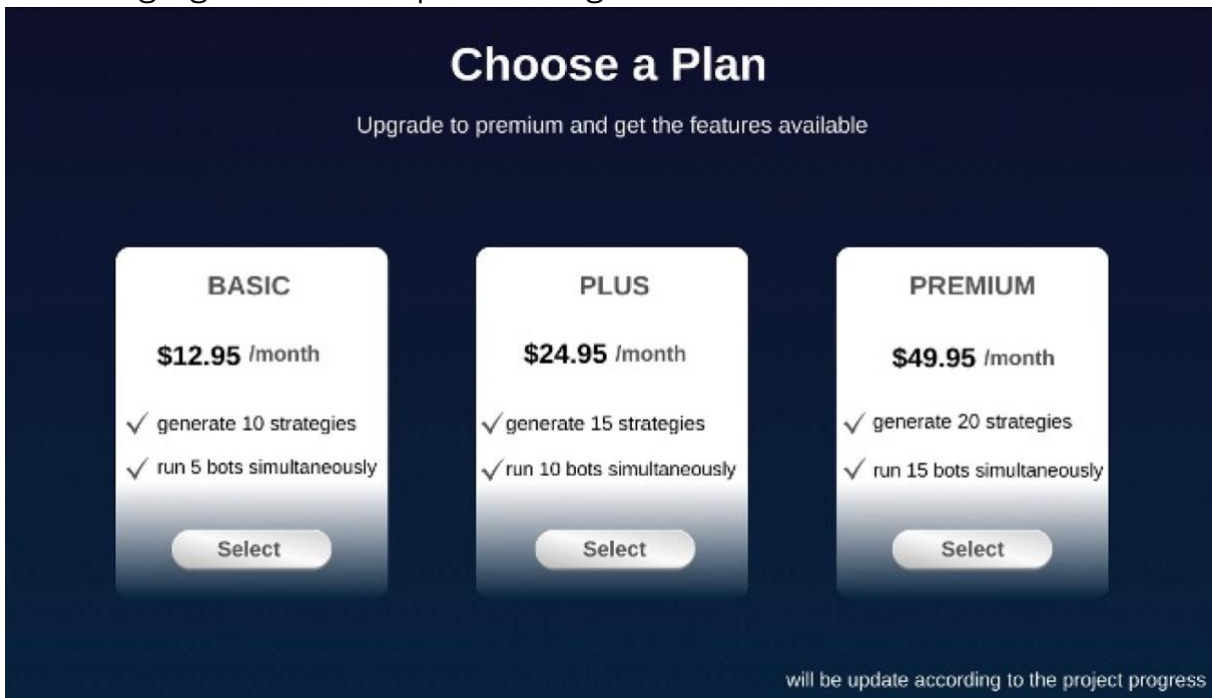 Choose a Plan
Upgrade to premium and get the features available
BASIC
$12.95 /month
generate 10 strategies
run 5 bots simultaneously
Select
PLUS
$24.95 /month
generate 15 strategies
run 10 bots simultaneously
Select
PREMIUM
$49.95 /month
generate 20 strategies
run 15 bots simultaneously
Select
will be update according to the project progress